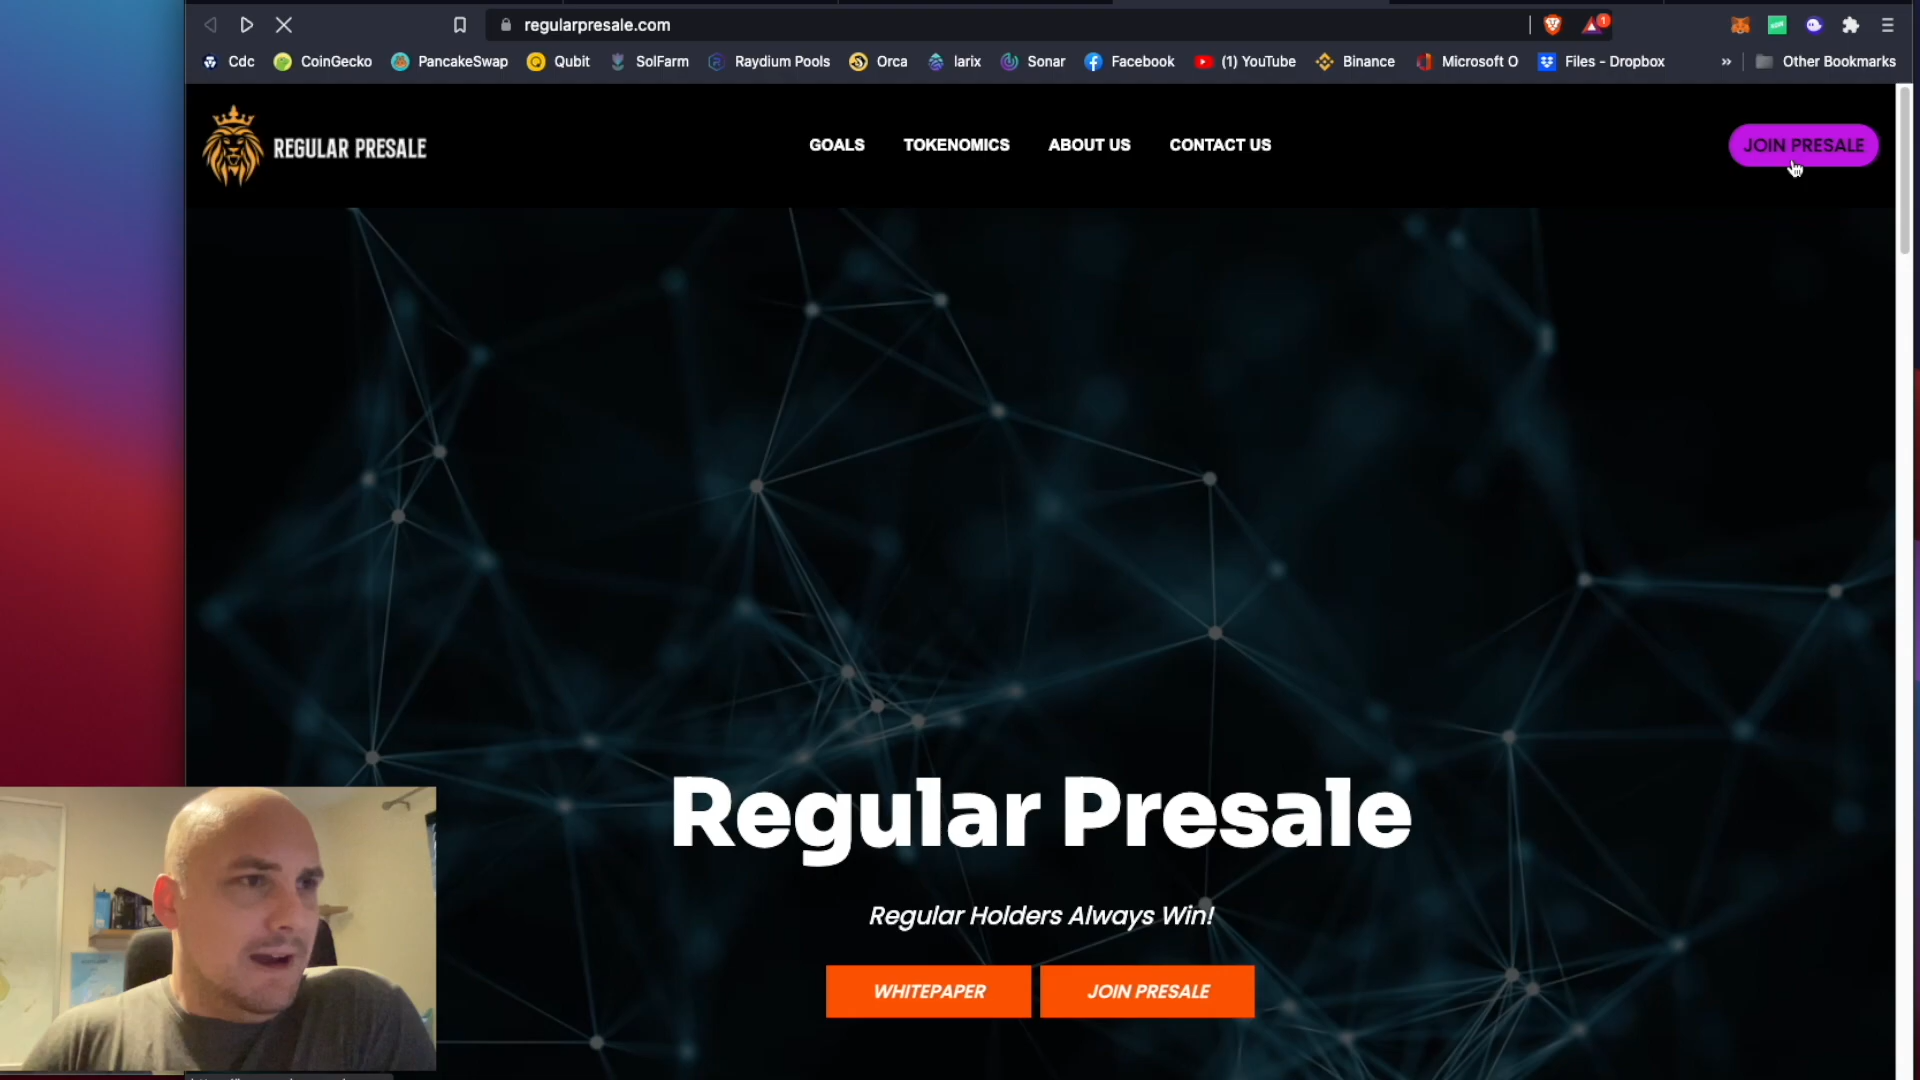 regularpresale.com
1
Cdc CoinGecko PancakeSwap Qubit SolFarm Raydium Pools Orca larix Sonar Facebook (1) YouTube Binance Microsoft O Files - Dropbox » Other Bookmarks
REGULAR PRESALE
GOALS TOKENOMICS ABOUT US CONTACT US
JOIN PRESALE
Regular Presale
Regular Holders Always Win!
WHITEPAPER JOIN PRESALE